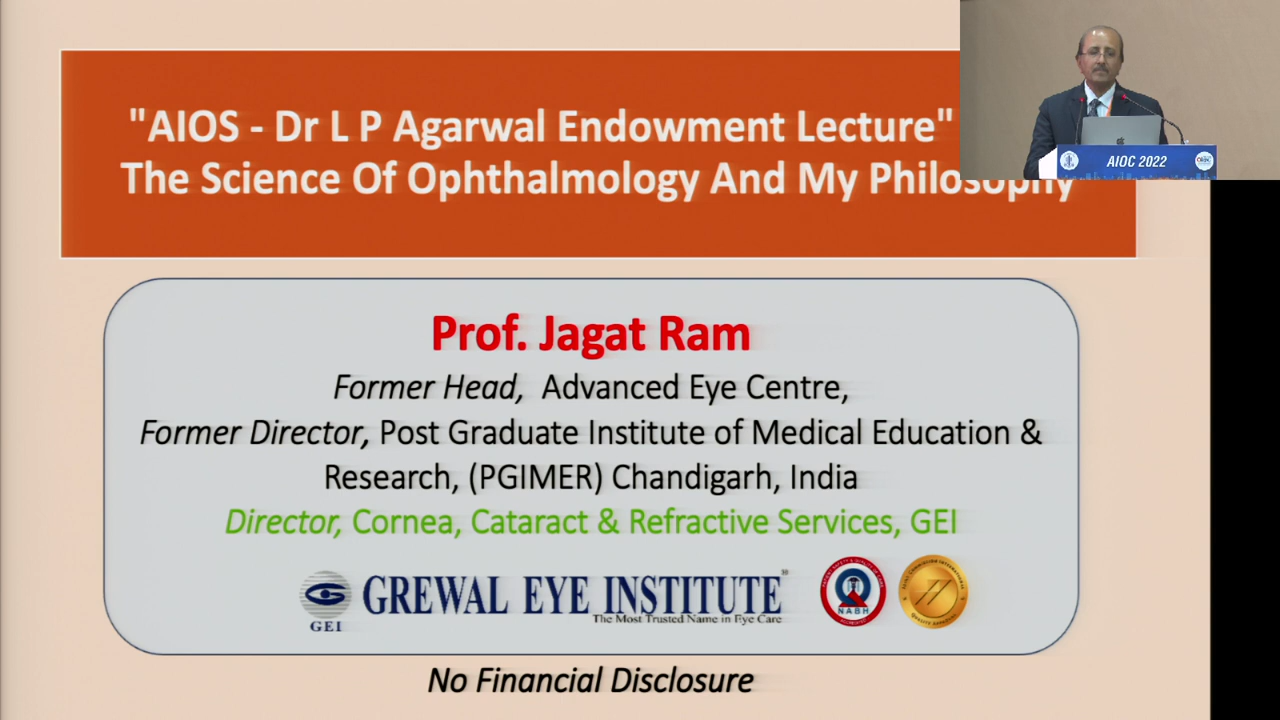 "AIOS - Dr L P Agarwal Endowment Lecture"
The Science Of Ophthalmology And My Philosophy
AIOC 2022
Prof. Jagat Ram
Former Head, Advanced Eye Centre,
Former Director, Post Graduate Institute of Medical Education &
Research, (PGIMER) Chandigarh, India
Director, Cornea, Cataract & Refractive Services, GEI
GREWAL EYE INSTITUTE
The Most Trusted Name in Eye Care
GEI
NABH
No Financial Disclosure